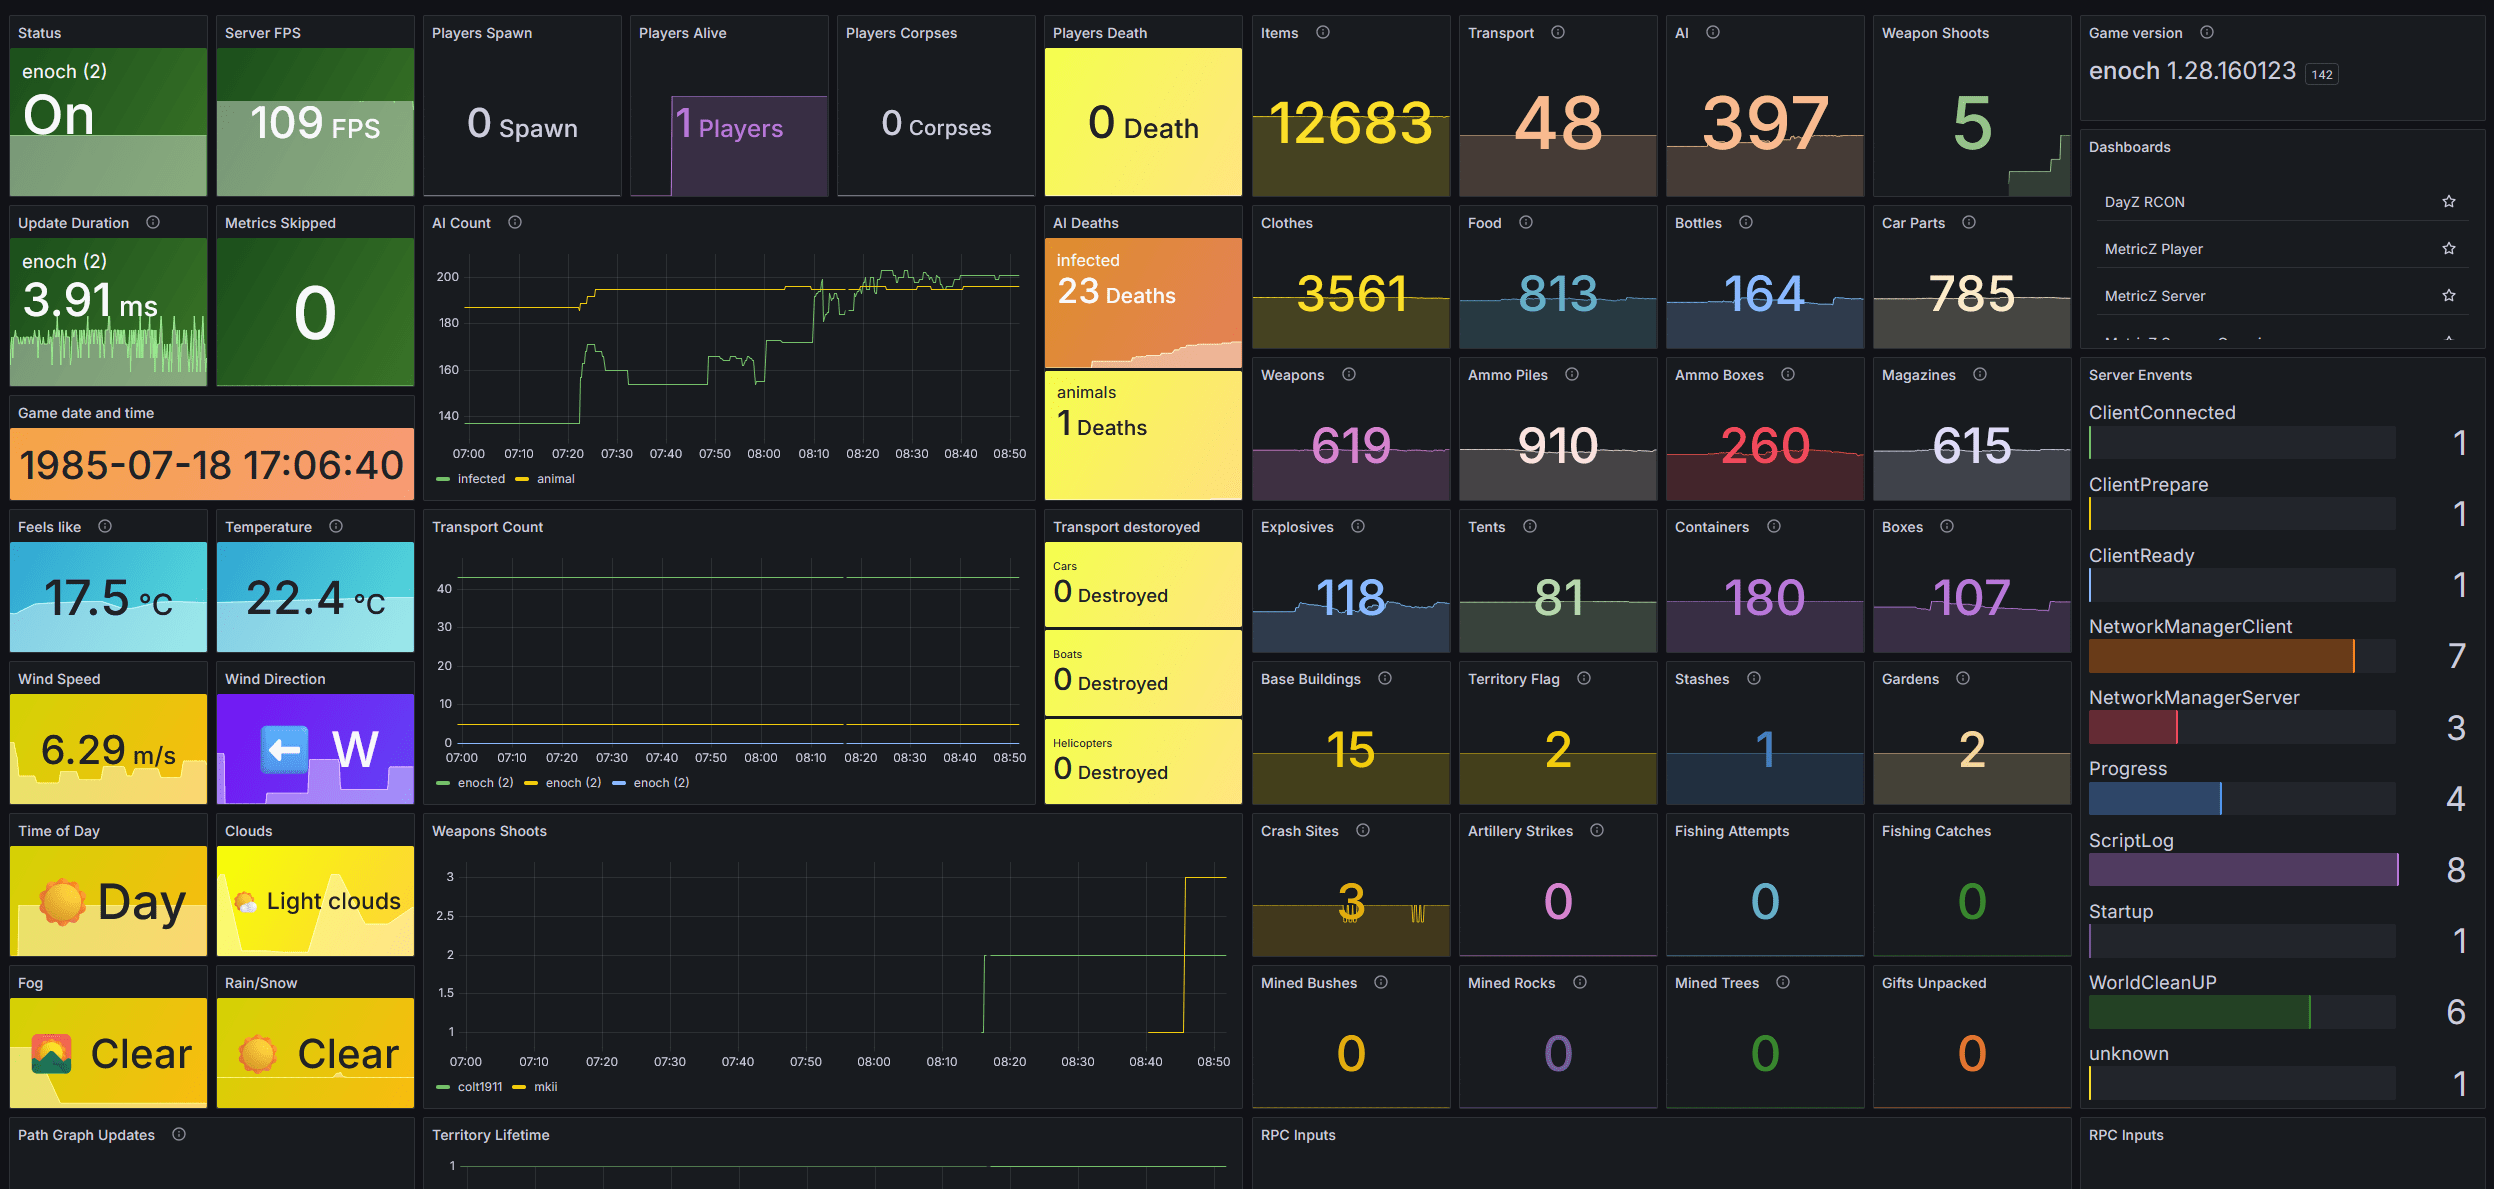 Status
enoch (2)
On
Server FPS
109 FPS
Players Spawn
0 Spawn
Players Alive
1 Players
Players Corpses
0 Corpses
Players Death
0 Death
Items
12683
Transport
48
AI
397
Weapon Shoots
5
Game version
enoch 1.28.160123 142
Dashboards
DayZ RCON
MetricZ Player
MetricZ Server
Update Duration
enoch (2)
3.91 ms
Metrics Skipped
0
AI Count
200
180
160
140
07:00 07:10 07:20 07:30 07:40 07:50 08:00 08:10 08:20 08:30 08:40 08:50
infected animal
AI Deaths
infected
23 Deaths
animals
1 Deaths
Clothes
3561
Food
813
Bottles
164
Car Parts
785
Game date and time
1985-07-18 17:06:40
Weapons
619
Ammo Piles
910
Ammo Boxes
260
Magazines
615
Server Envents
ClientConnected
1
ClientPrepare
1
ClientReady
1
NetworkManagerClient
7
NetworkManagerServer
3
Progress
4
ScriptLog
8
Startup
1
WorldCleanUP
6
unknown
1
Feels like
17.5 °C
Temperature
22.4 °C
Transport Count
40
30
20
10
0
07:00 07:10 07:20 07:30 07:40 07:50 08:00 08:10 08:20 08:30 08:40 08:50
enoch (2) enoch (2) enoch (2)
Transport destoroyed
Cars
0 Destroyed
Boats
0 Destroyed
Helicopters
0 Destroyed
Explosives
118
Tents
81
Containers
180
Boxes
107
Wind Speed
6.29 m/s
Wind Direction
W
Base Buildings
15
Territory Flag
2
Stashes
1
Gardens
2
Time of Day
Day
Clouds
Light clouds
Weapons Shoots
3
2.5
2
1.5
1
07:00 07:10 07:20 07:30 07:40 07:50 08:00 08:10 08:20 08:30 08:40 08:50
colt1911 mkii
Crash Sites
3
Artillery Strikes
0
Fishing Attempts
0
Fishing Catches
0
Fog
Clear
Rain/Snow
Clear
Mined Bushes
0
Mined Rocks
0
Mined Trees
0
Gifts Unpacked
0
Path Graph Updates
Territory Lifetime
1
RPC Inputs
RPC Inputs